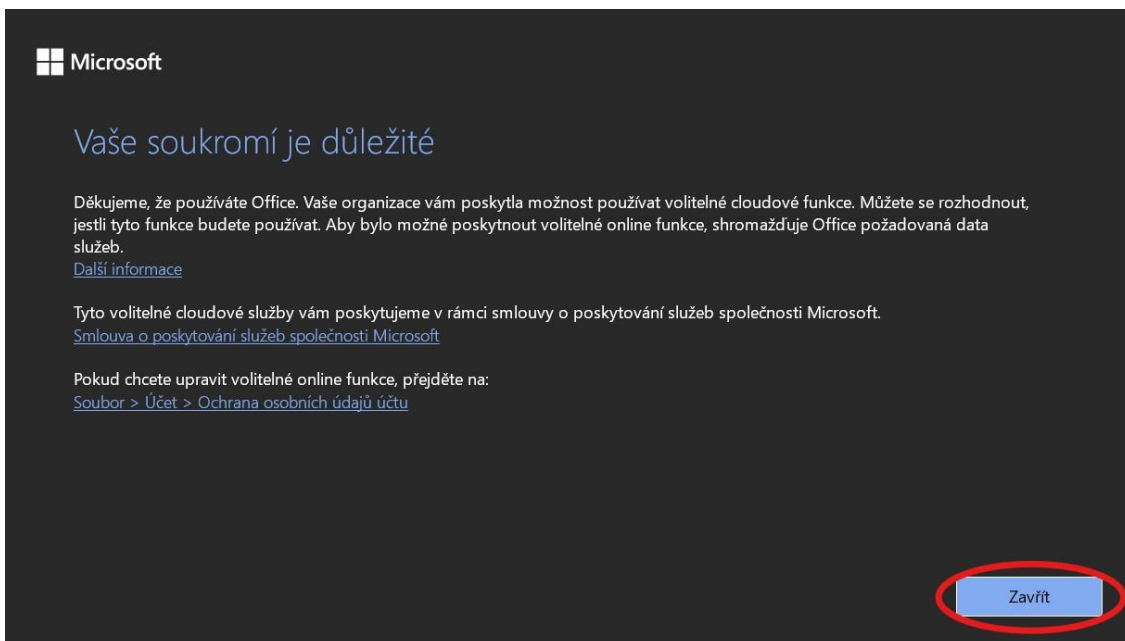 Microsoft
Vaše soukromí je důležité
Děkujeme, že používáte Office. Vaše organizace vám poskytla možnost používat volitelné cloudové funkce. Můžete se rozhodnout,
jestli tyto funkce budete používat. Aby bylo možné poskytnout volitelné online funkce, shromažďuje Office požadovaná data
služeb.
Další informace
Tyto volitelné cloudové služby vám poskytujeme v rámci smlouvy o poskytování služeb společnosti Microsoft.
Smlouva o poskytování služeb společnosti Microsoft
Pokud chcete upravit volitelné online funkce, přejděte na:
Soubor > Účet > Ochrana osobních údajů účtu
Zavřít